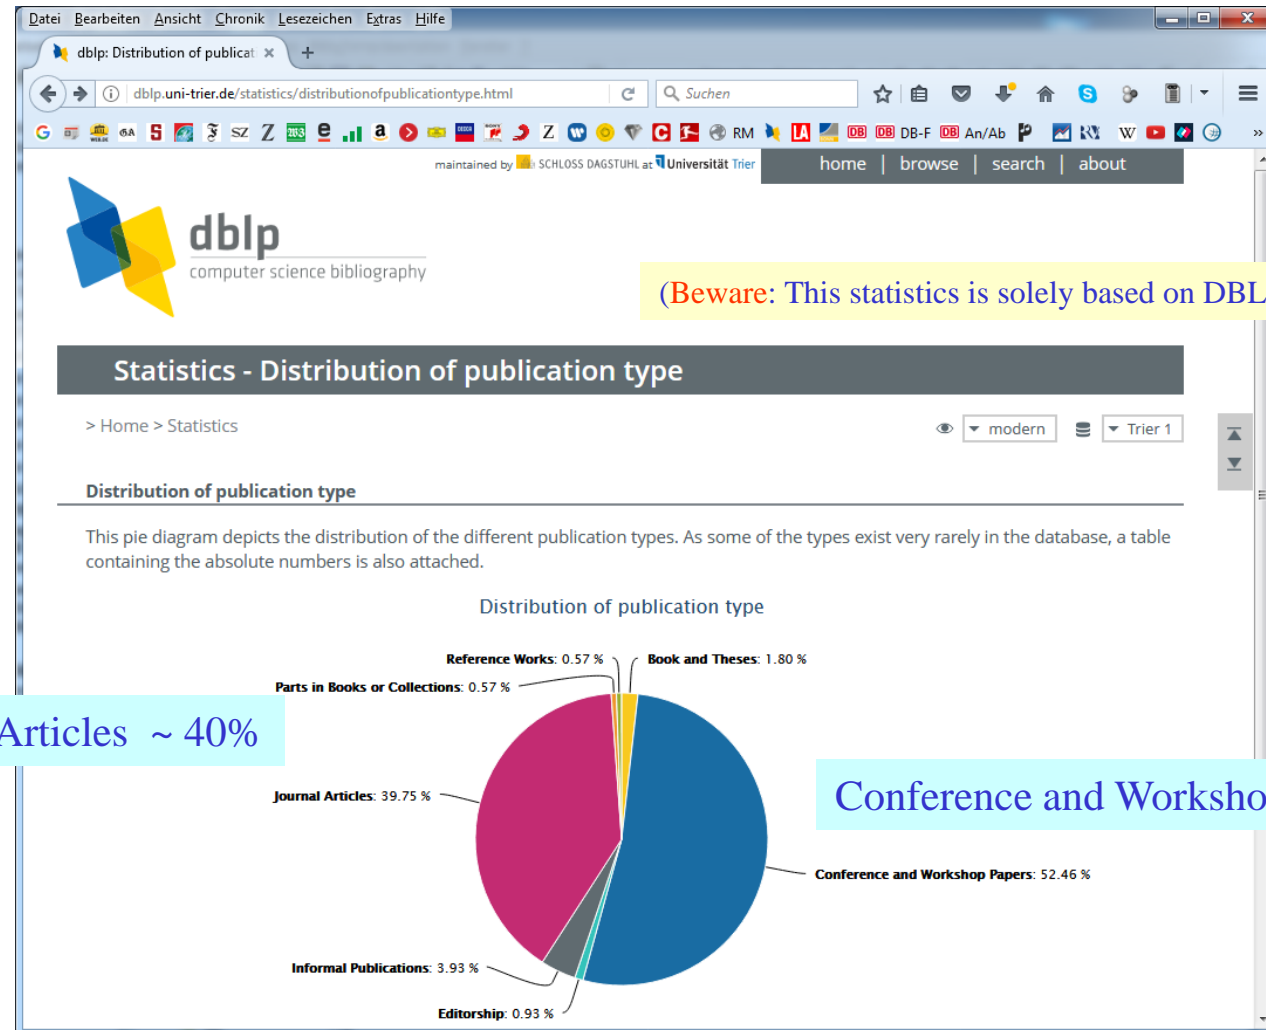 Datei Bearbeiten Ansicht Chronik Lesezeichen Extras Hilfe
dblp: Distribution of publicat
dblp.uni-trier.de/statistics/distributionofpublicationtype.html
Suchen
RM
DB DB DB-F DB An/Ab
maintained by SCHLOSS DAGSTUHL at Universität Trier
home | browse | search | about
dblp
computer science bibliography
(Beware: This statistics is solely based on DBL
Statistics - Distribution of publication type
> Home > Statistics
modern
Trier 1
Distribution of publication type
This pie diagram depicts the distribution of the different publication types. As some of the types exist very rarely in the database, a table
containing the absolute numbers is also attached.
Distribution of publication type
Reference Works: 0.57 %
Book and Theses: 1.80 %
Parts in Books or Collections: 0.57 %
Articles ~ 40%
Journal Articles: 39.75 %
Conference and Worksho
Conference and Workshop Papers: 52.46 %
Informal Publications: 3.93 %
Editorship: 0.93 %